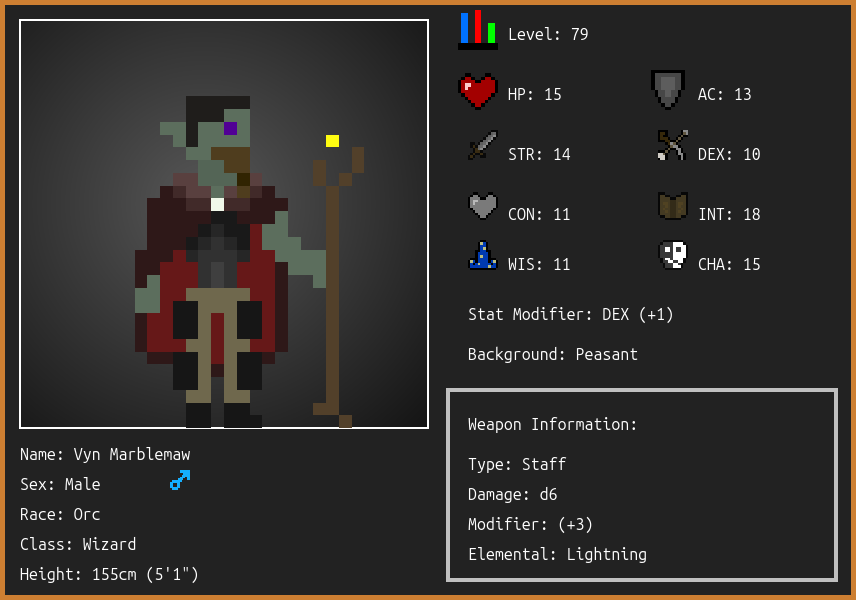 Level: 79
HP: 15
AC: 13
STR: 14
DEX: 10
CON: 11
INT: 18
WIS: 11
CHA: 15
Stat Modifier: DEX (+1)
Background: Peasant
Weapon Information:
Type: Staff
Damage: d6
Modifier: (+3)
Elemental: Lightning
Name: Vyn Marblemaw
Sex: Male
Race: Orc
Class: Wizard
Height: 155cm (5'1")